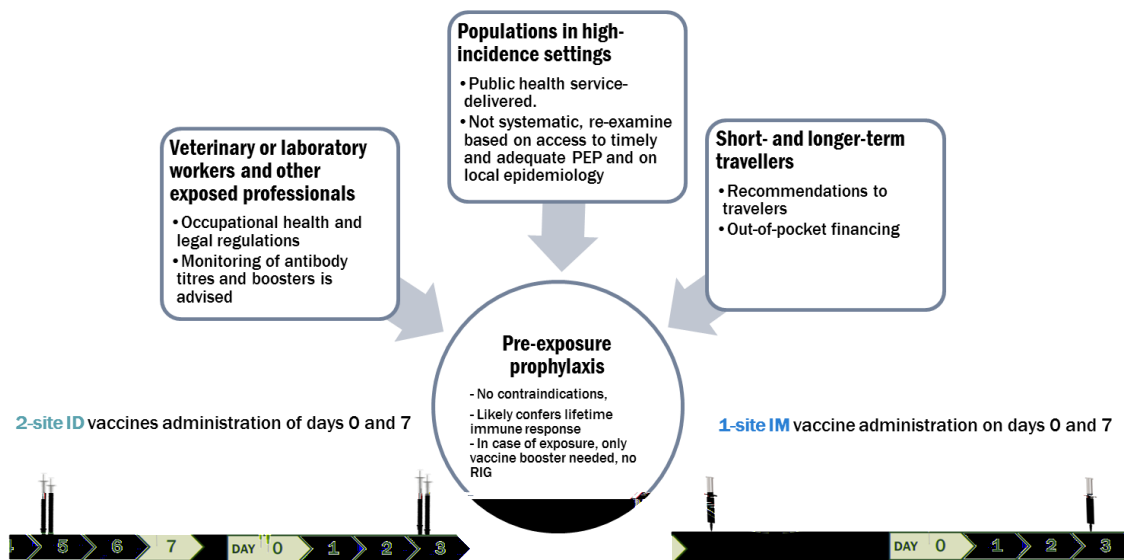 Populations in high-
incidence settings
•Public health service-
delivered.
•Not systematic, re-examine
based on access to timely
and adequate PEP and on
local epidemiology
Veterinary or laboratory
workers and other
exposed professionals
•Occupational health and
legal regulations
•Monitoring of antibody
titres and boosters is
advised
Short- and longer-term
travellers
•Recommendations to
travelers
•Out-of-pocket financing
Pre-exposure
prophylaxis
- No contraindications,
- Likely confers lifetime
immune response
- In case of exposure, only
vaccine booster needed, no
RIG
2-site ID vaccines administration of days 0 and 7
1-site IM vaccine administration on days 0 and 7
5 6 7 DAY 0 1 2 3
DAY 0 1 2 3